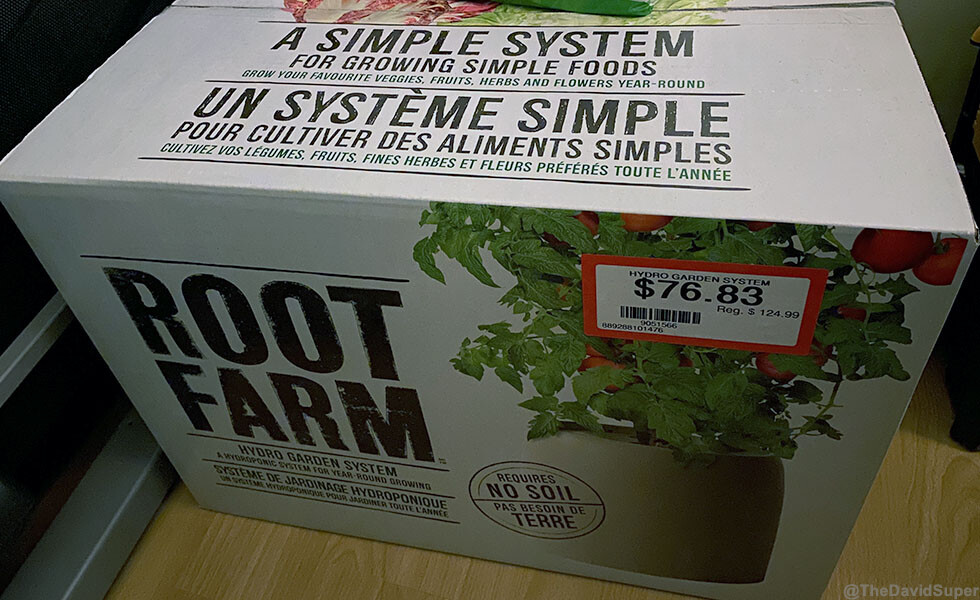 A SIMPLE SYSTEM
FOR GROWING SIMPLE FOODS
GROW YOUR FAVOURITE VEGGIES, FRUITS, HERBS AND FLOWERS YEAR-ROUND
UN SYSTÈME SIMPLE
POUR CULTIVER DES ALIMENTS SIMPLES
CULTIVEZ VOS LÉGUMES, FRUITS, FINES HERBES ET FLEURS PRÉFÉRÉS TOUTE L'ANNÉE
ROOT
FARM
HYDRO GARDEN SYSTEM
A HYDROPONIC SYSTEM FOR YEAR-ROUND GROWING
SYSTÈME DE JARDINAGE HYDROPONIQUE
UN SYSTÈME HYDROPONIQUE POUR JARDINER TOUTE L'ANNÉE
REQUIRES
NO SOIL
PAS BESOIN DE
TERRE
HYDRO GARDEN SYSTEM
$76.83
Reg. $ 124.99
9051566
889288101476
@TheDavidSuper